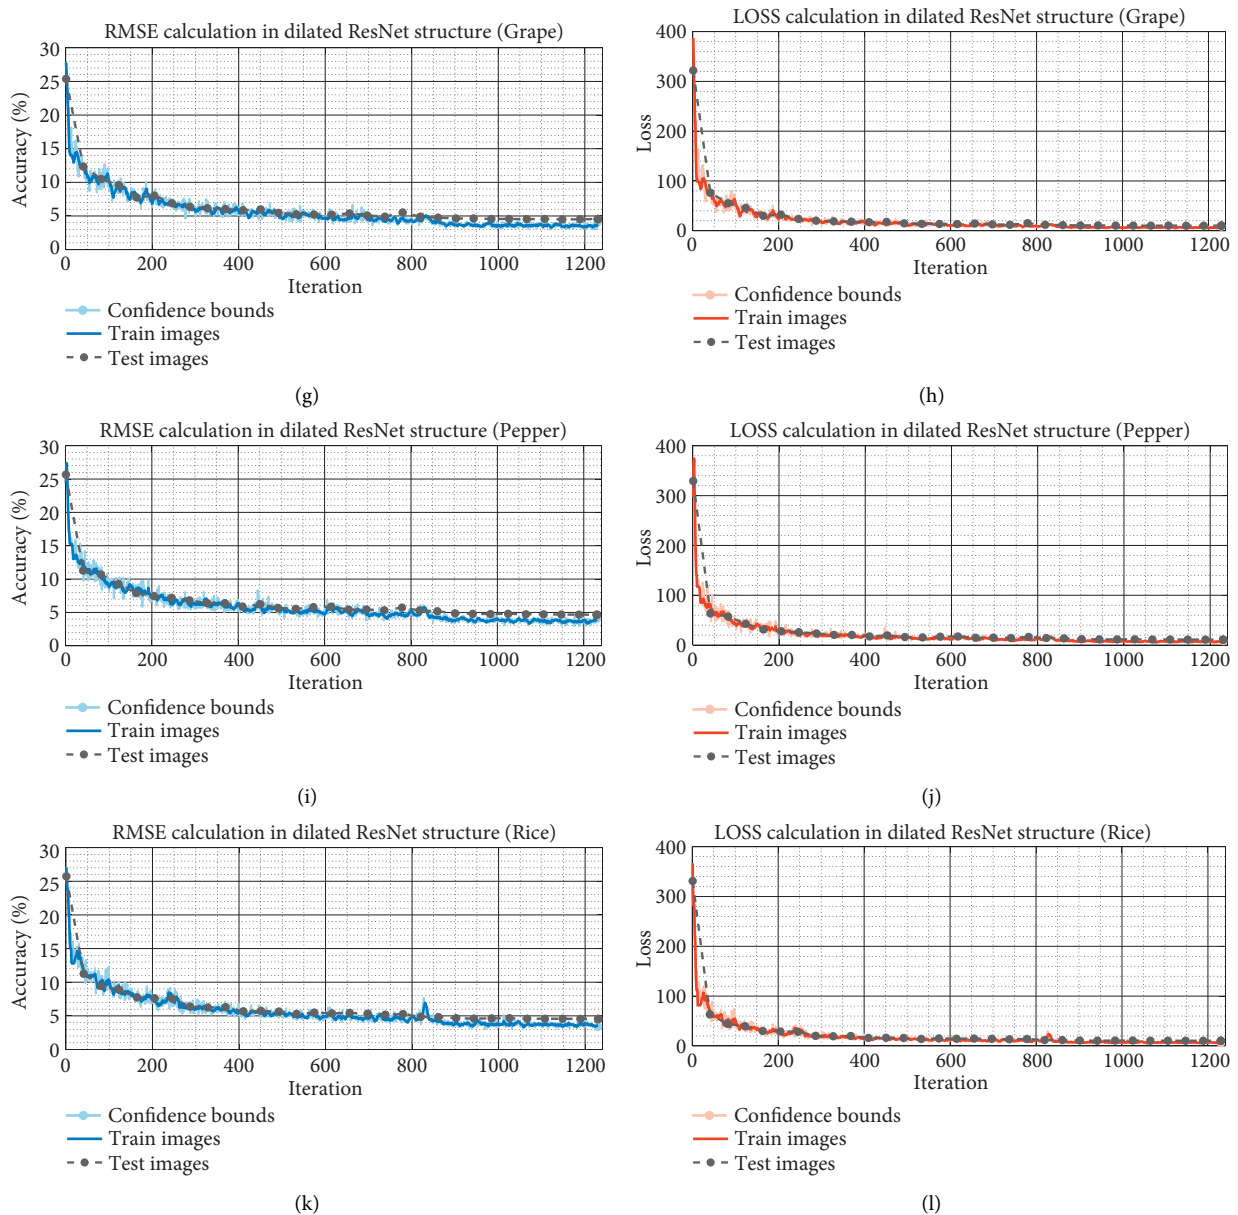 RMSE calculation in dilated ResNet structure (Grape)
30
25
20
15
10
5
0
Accuracy (%)
0 200 400 600 800 1000 1200
Iteration
Confidence bounds
Train images
Test images
(g)
LOSS calculation in dilated ResNet structure (Grape)
400
300
200
100
0
Loss
0 200 400 600 800 1000 1200
Iteration
Confidence bounds
Train images
Test images
(h)
RMSE calculation in dilated ResNet structure (Pepper)
30
25
20
15
10
5
0
Accuracy (%)
0 200 400 600 800 1000 1200
Iteration
Confidence bounds
Train images
Test images
(i)
LOSS calculation in dilated ResNet structure (Pepper)
400
300
200
100
0
Loss
0 200 400 600 800 1000 1200
Iteration
Confidence bounds
Train images
Test images
(j)
RMSE calculation in dilated ResNet structure (Rice)
30
25
20
15
10
5
0
Accuracy (%)
0 200 400 600 800 1000 1200
Iteration
Confidence bounds
Train images
Test images
(k)
LOSS calculation in dilated ResNet structure (Rice)
400
300
200
100
0
Loss
0 200 400 600 800 1000 1200
Iteration
Confidence bounds
Train images
Test images
(l)